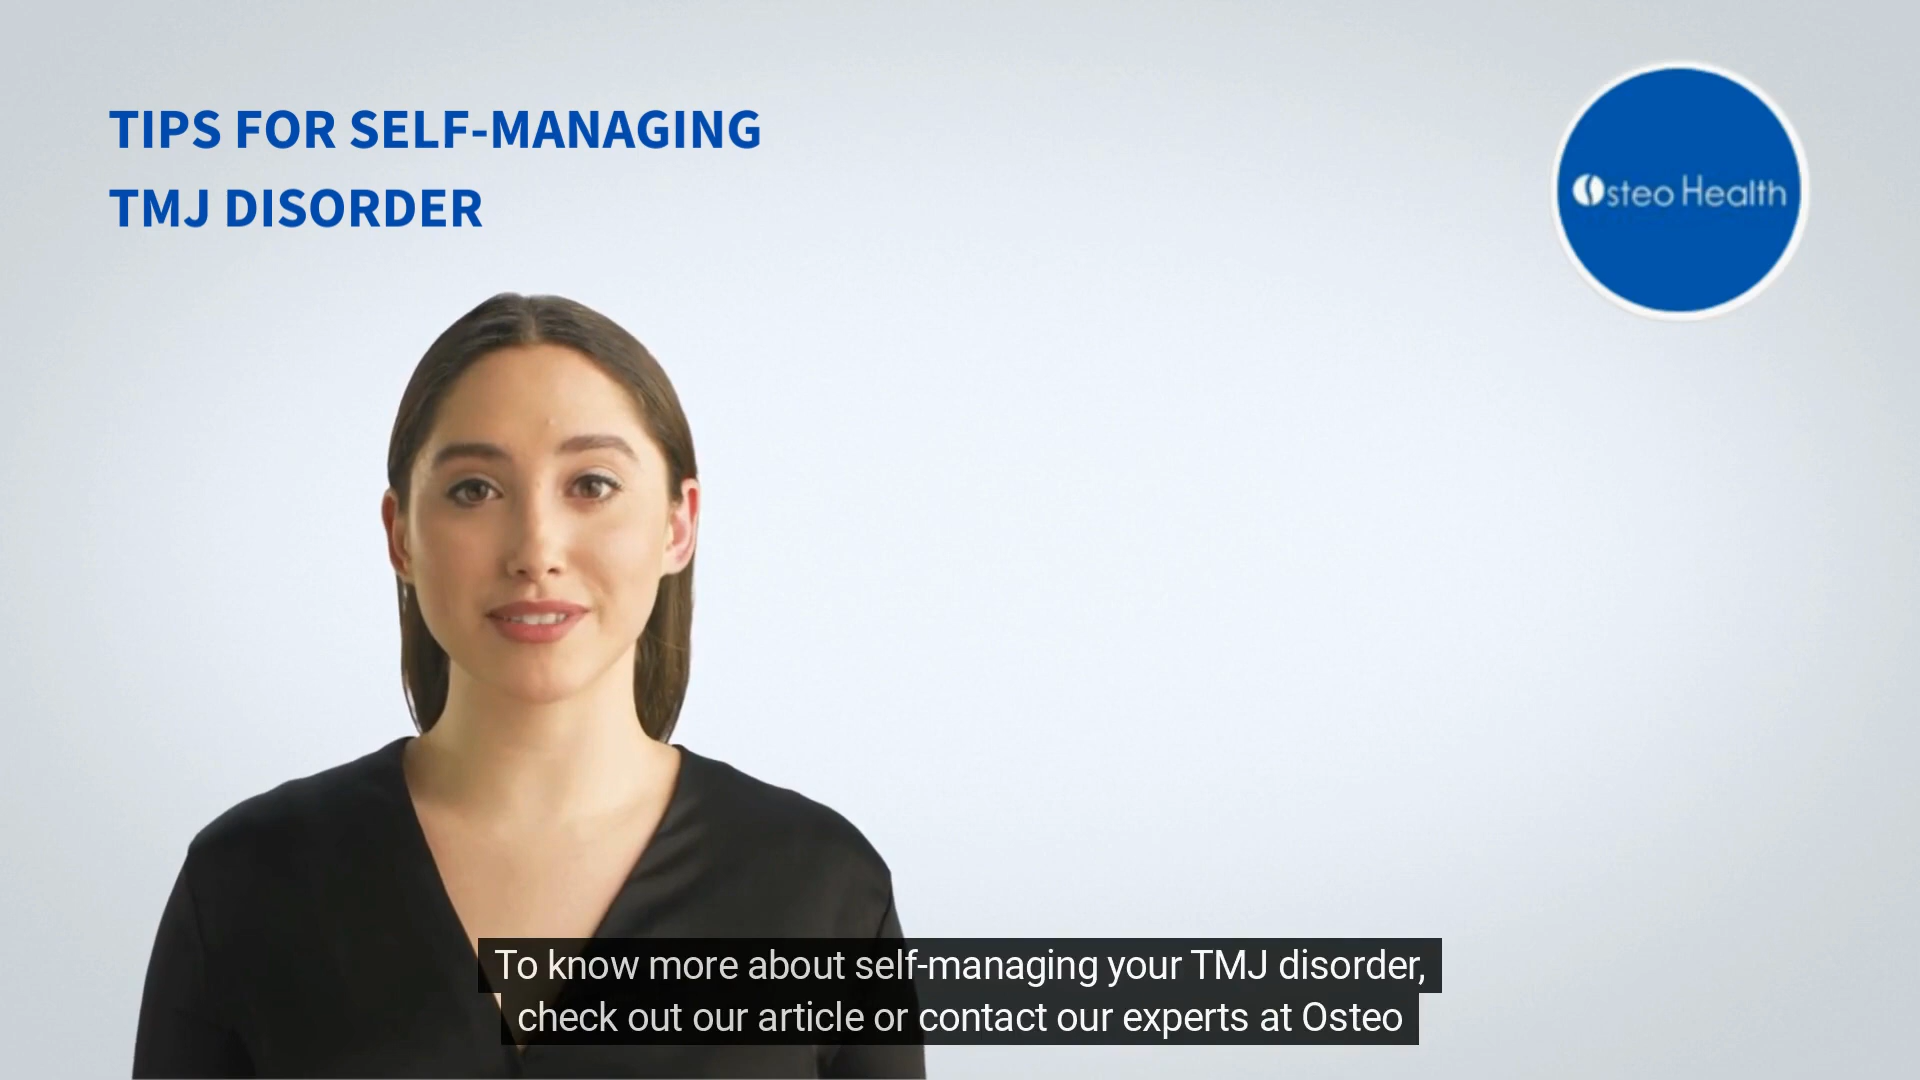 TIPS FOR SELF-MANAGING
TMJ DISORDER
Osteo Health
To know more about self-managing your TMJ disorder,
check out our article or contact our experts at Osteo